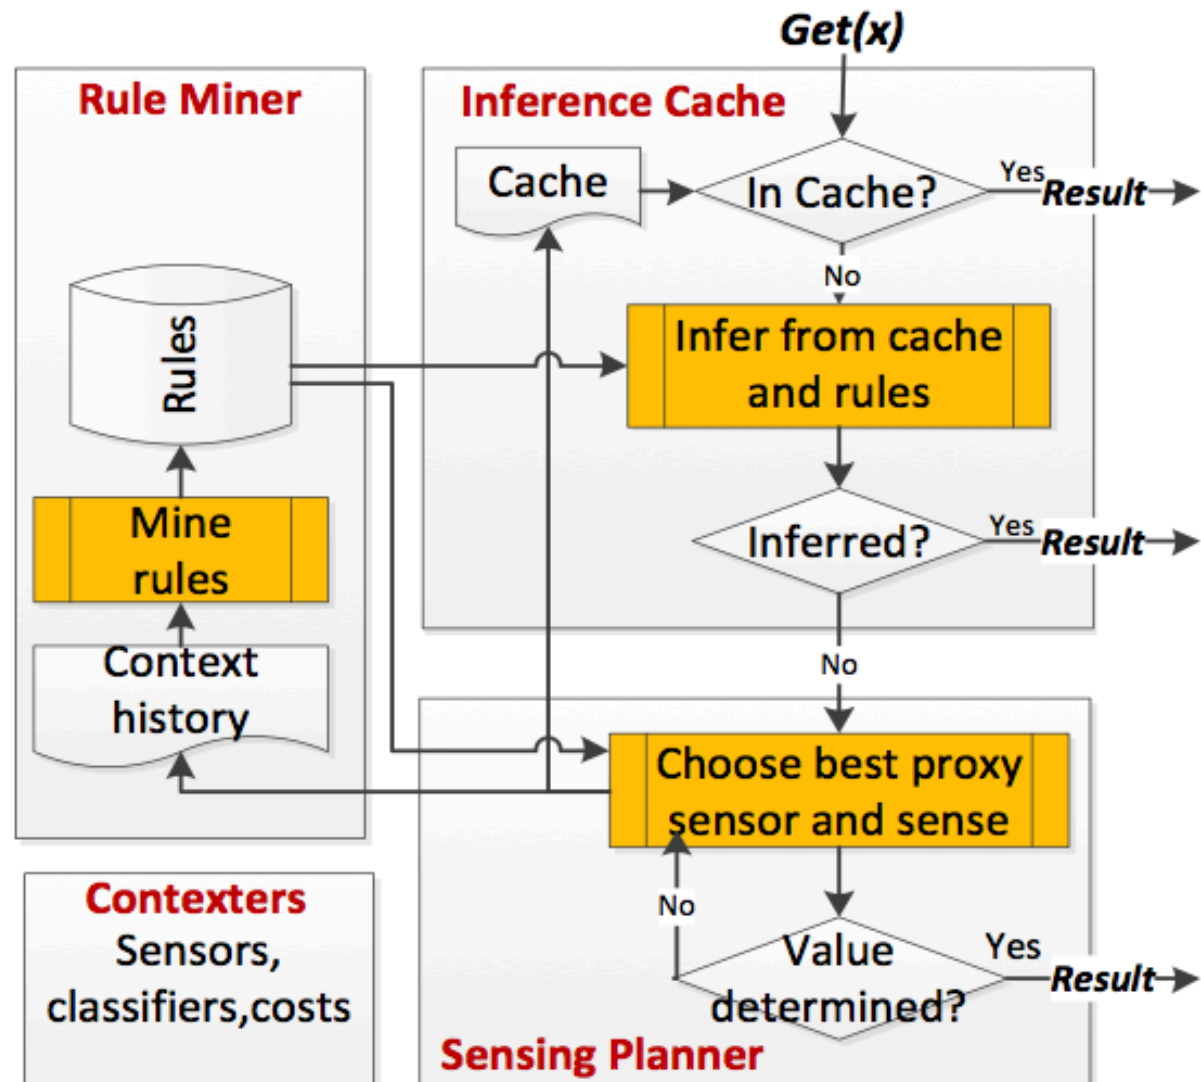 Get(x)
Rule Miner
Inference Cache
Cache
In Cache?
Yes
Result
No
Rules
Infer from cache
and rules
Mine
rules
Inferred?
Yes
Result
Context
history
No
Choose best proxy
sensor and sense
Contexters
Sensors,
classifiers,costs
No
Value
determined?
Yes
Result
Sensing Planner